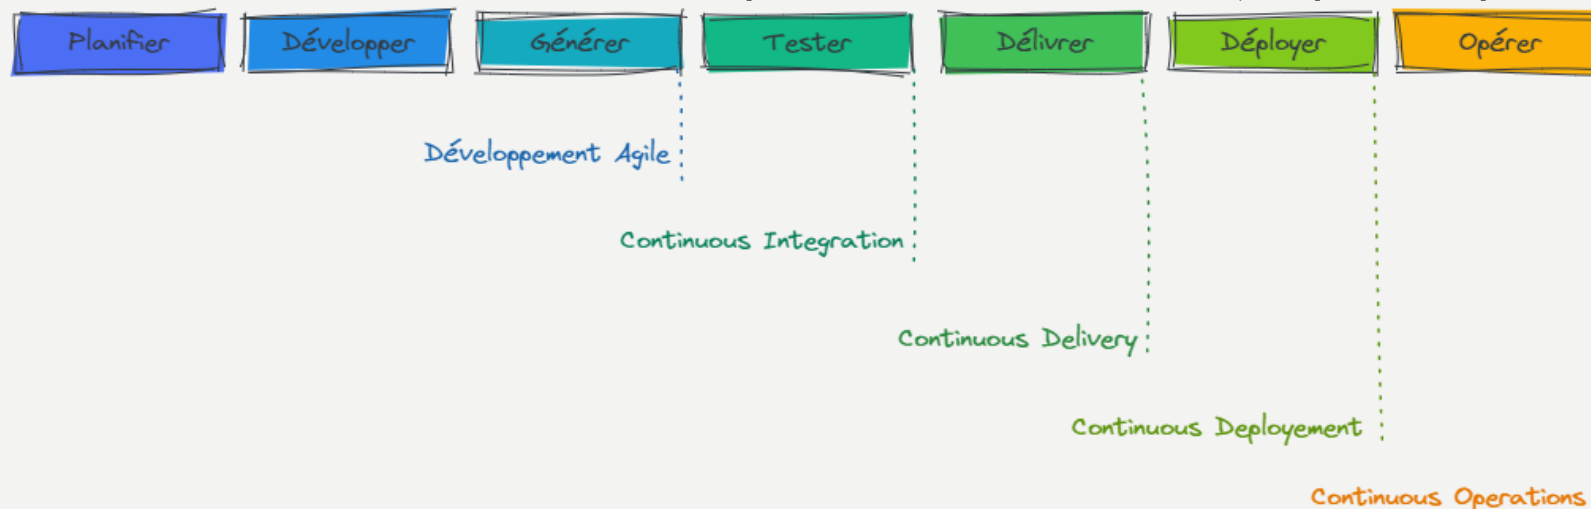 Planifier
Développer
Générer
Tester
Délivrer
Déployer
Opérer
Développement Agile
Continuous Integration
Continuous Delivery
Continuous Deployement
Continuous Operations